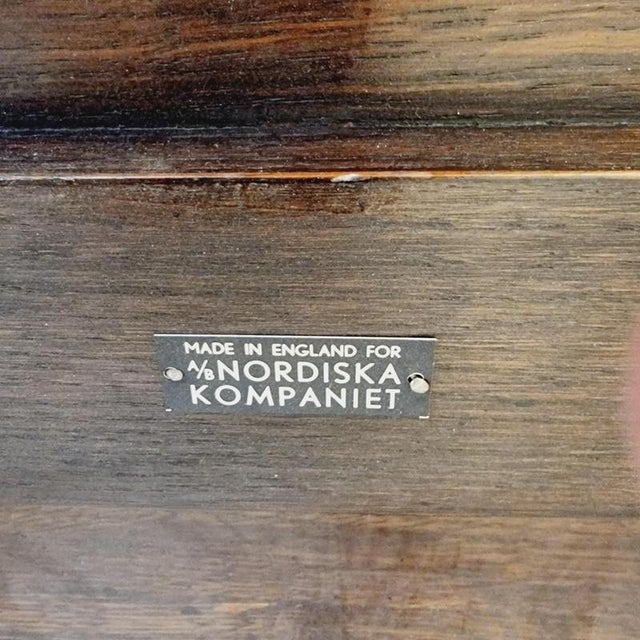 MADE IN ENGLAND FOR
A/B NORDISKA
KOMPANIET